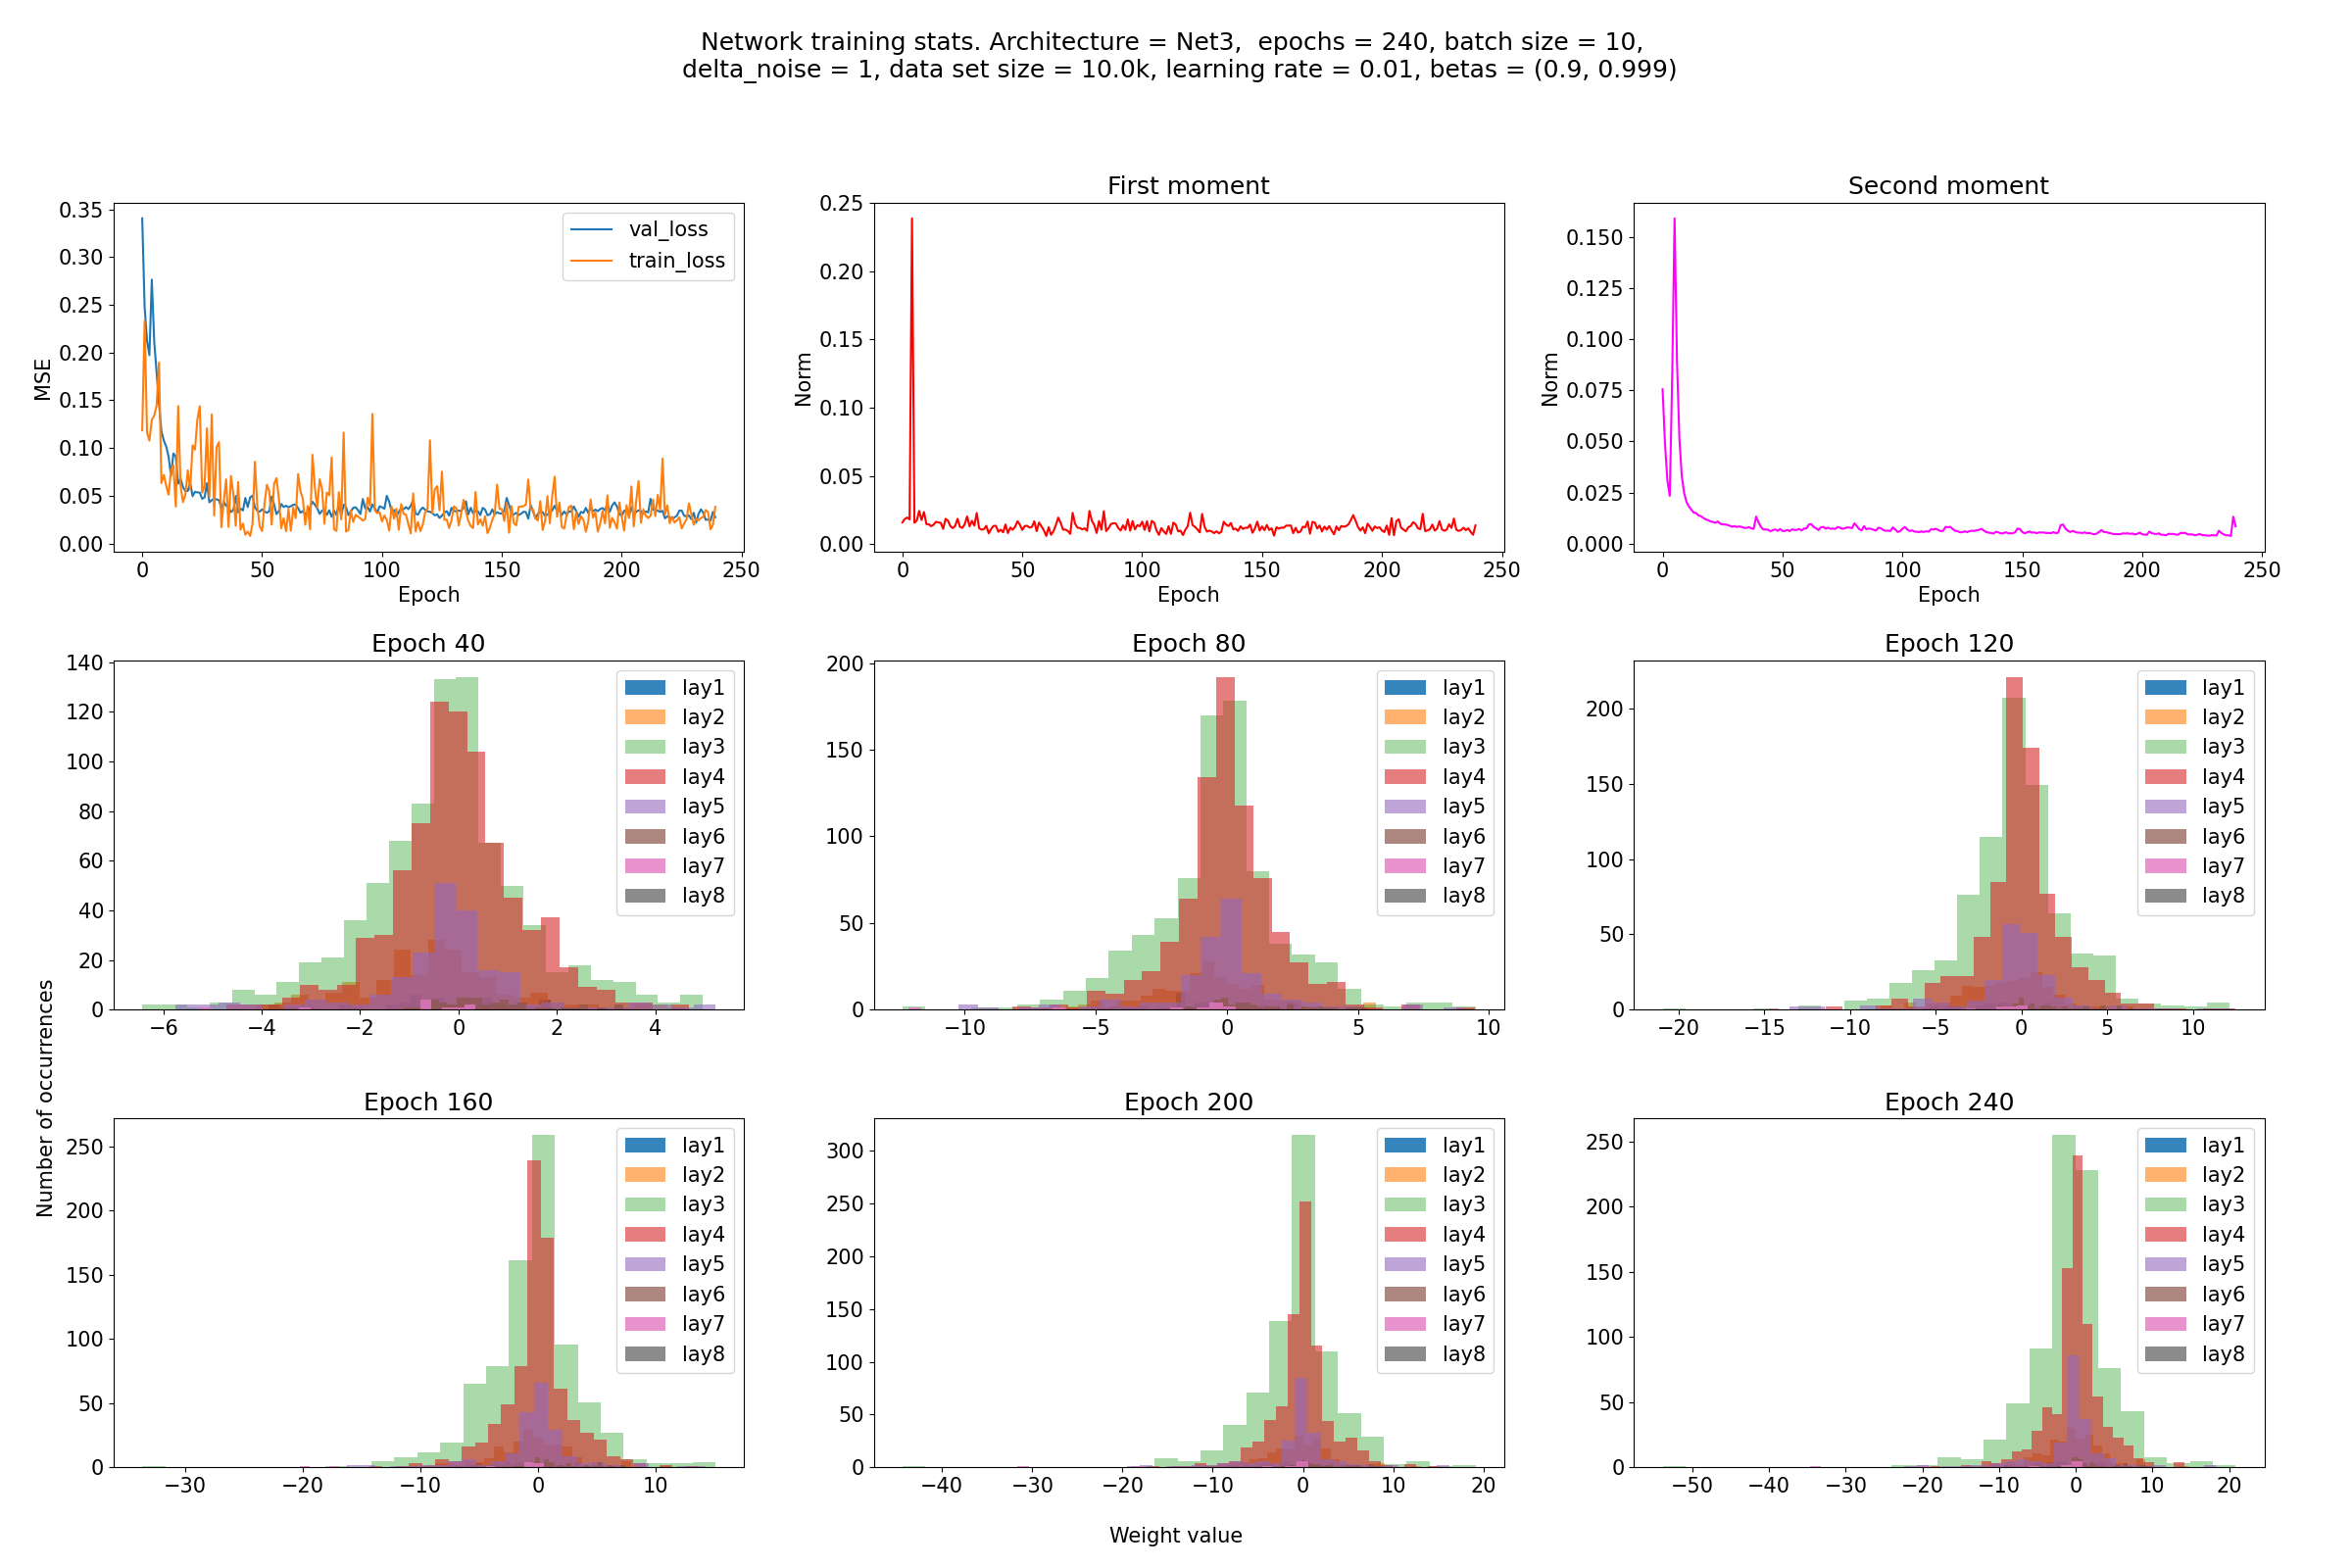 Network training stats. Architecture = Net3,  epochs = 240, batch size = 10,
delta_noise = 1, data set size = 10.0k, learning rate = 0.01, betas = (0.9, 0.999)
MSE
0.35
0.30
0.25
0.20
0.15
0.10
0.05
0.00
val_loss
train_loss
0 50 100 150 200 250
Epoch
First moment
Norm
0.25
0.20
0.15
0.10
0.05
0.00
0 50 100 150 200 250
Epoch
Second moment
Norm
0.150
0.125
0.100
0.075
0.050
0.025
0.000
0 50 100 150 200 250
Epoch
Number of occurrences
Epoch 40
140
120
100
80
60
40
20
0
lay1
lay2
lay3
lay4
lay5
lay6
lay7
lay8
−6 −4 −2 0 2 4
Epoch 80
200
150
100
50
0
lay1
lay2
lay3
lay4
lay5
lay6
lay7
lay8
−10 −5 0 5 10
Epoch 120
200
150
100
50
0
lay1
lay2
lay3
lay4
lay5
lay6
lay7
lay8
−20 −15 −10 −5 0 5 10
Epoch 160
250
200
150
100
50
0
lay1
lay2
lay3
lay4
lay5
lay6
lay7
lay8
−30 −20 −10 0 10
Epoch 200
300
250
200
150
100
50
0
lay1
lay2
lay3
lay4
lay5
lay6
lay7
lay8
−40 −30 −20 −10 0 10 20
Epoch 240
250
200
150
100
50
0
lay1
lay2
lay3
lay4
lay5
lay6
lay7
lay8
−50 −40 −30 −20 −10 0 10 20
Weight value